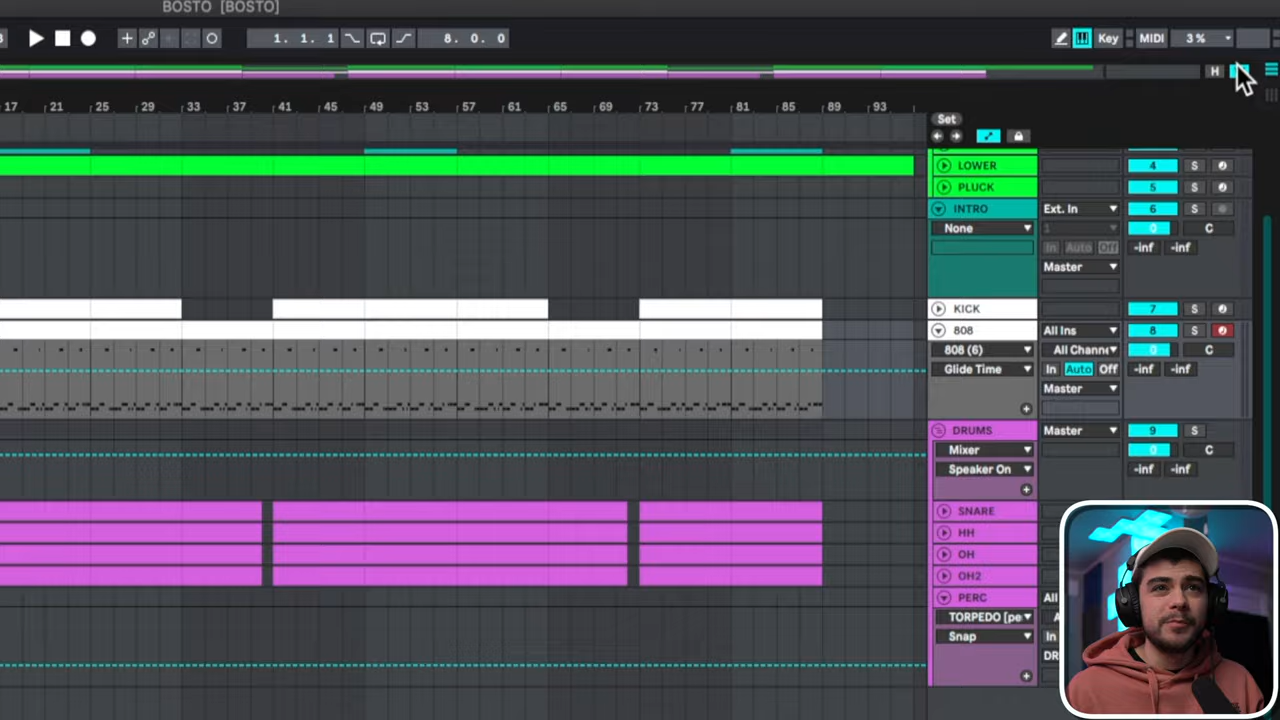 BOSTO [BOSTO]
1. 1. 1 8. 0. 0 Key MIDI 3 %
H
17 21 25 29 33 37 41 45 49 53 57 61 65 69 73 77 81 85 89 93
Set
LOWER 4 S
PLUCK 5 S
INTRO Ext. In 6 S
None 1 0 C
In Auto Off -inf -inf
Master
KICK 7 S
808 All Ins 8 S
808 (6) All Chann 0 C
Glide Time In Auto Off -inf -inf
Master
DRUMS Master 9 S
Mixer 0 C
Speaker On -inf -inf
SNARE
HH
OH
OH2
PERC All
TORPEDO [pe
Snap In